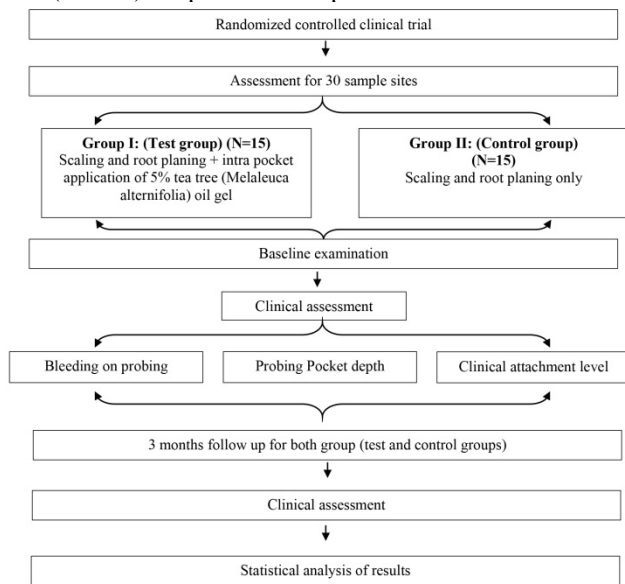 Randomized controlled clinical trial
Assessment for 30 sample sites
Group I: (Test group) (N=15)
Scaling and root planing + intra pocket
application of 5% tea tree (Melaleuca
alternifolia) oil gel
Group II: (Control group)
(N=15)
Scaling and root planing only
Baseline examination
Clinical assessment
Bleeding on probing
Probing Pocket depth
Clinical attachment level
3 months follow up for both group (test and control groups)
Clinical assessment
Statistical analysis of results